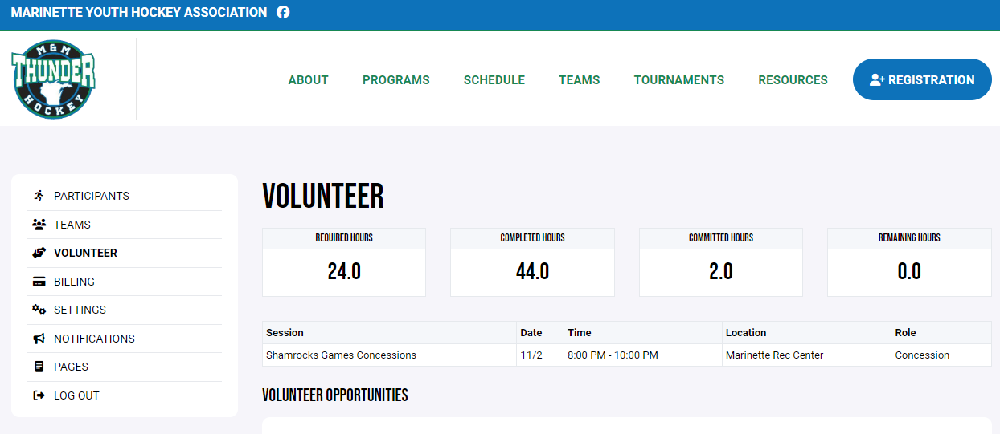 MARINETTE YOUTH HOCKEY ASSOCIATION
M&M
THUNDER
HOCKEY
ABOUT PROGRAMS SCHEDULE TEAMS TOURNAMENTS RESOURCES REGISTRATION
PARTICIPANTS
TEAMS
VOLUNTEER
BILLING
SETTINGS
NOTIFICATIONS
PAGES
LOG OUT
VOLUNTEER
REQUIRED HOURS COMPLETED HOURS COMMITTED HOURS REMAINING HOURS
24.0 44.0 2.0 0.0
Session Date Time Location Role
Shamrocks Games Concessions 11/2 8:00 PM - 10:00 PM Marinette Rec Center Concession
VOLUNTEER OPPORTUNITIES